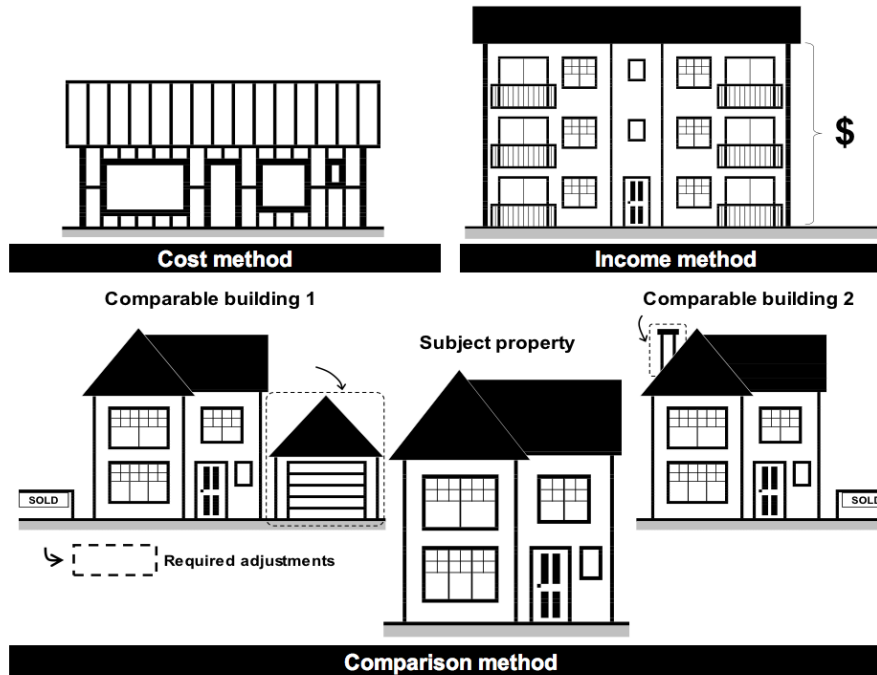 $
Cost method
Income method
Comparable building 1
Comparable building 2
Subject property
SOLD
SOLD
Required adjustments
Comparison method